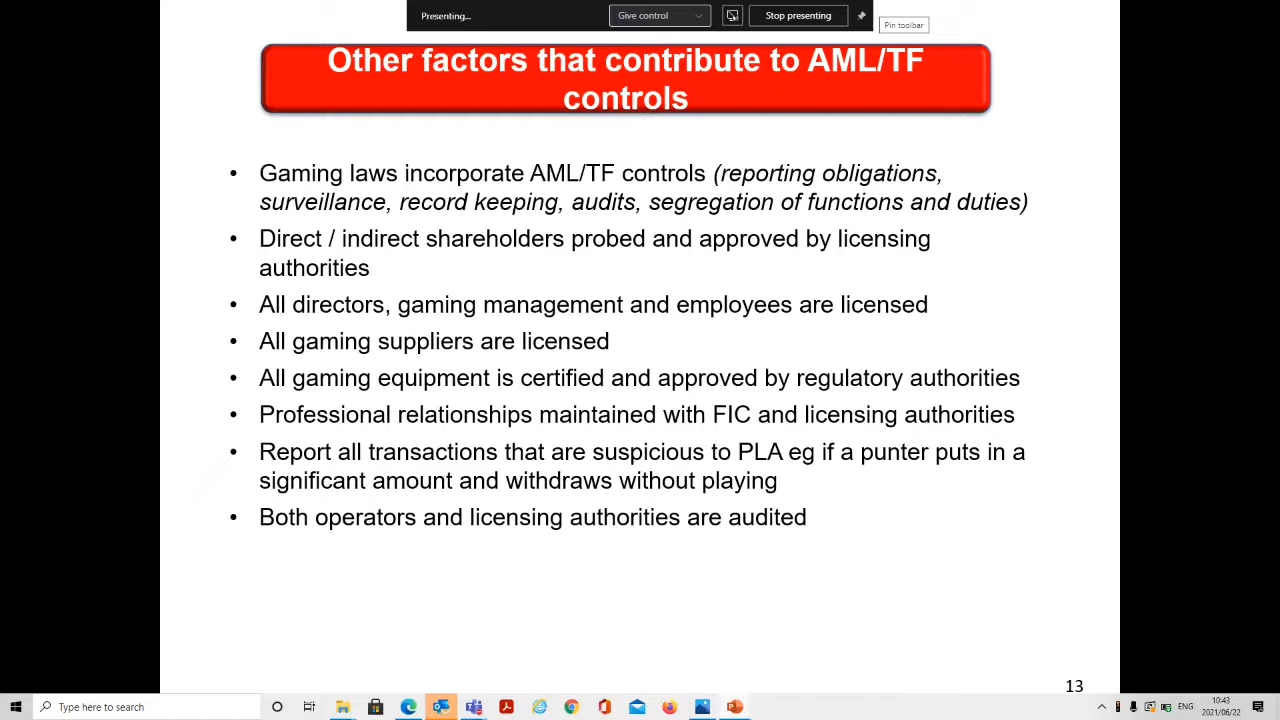 Presenting...
Give control
Stop presenting
Pin toolbar
Other factors that contribute to AML/TF
controls
• Gaming laws incorporate AML/TF controls (reporting obligations,
surveillance, record keeping, audits, segregation of functions and duties)
• Direct / indirect shareholders probed and approved by licensing
authorities
• All directors, gaming management and employees are licensed
• All gaming suppliers are licensed
• All gaming equipment is certified and approved by regulatory authorities
• Professional relationships maintained with FIC and licensing authorities
• Report all transactions that are suspicious to PLA eg if a punter puts in a
significant amount and withdraws without playing
• Both operators and licensing authorities are audited
13
Type here to search
ENG
10:43
2021/06/22